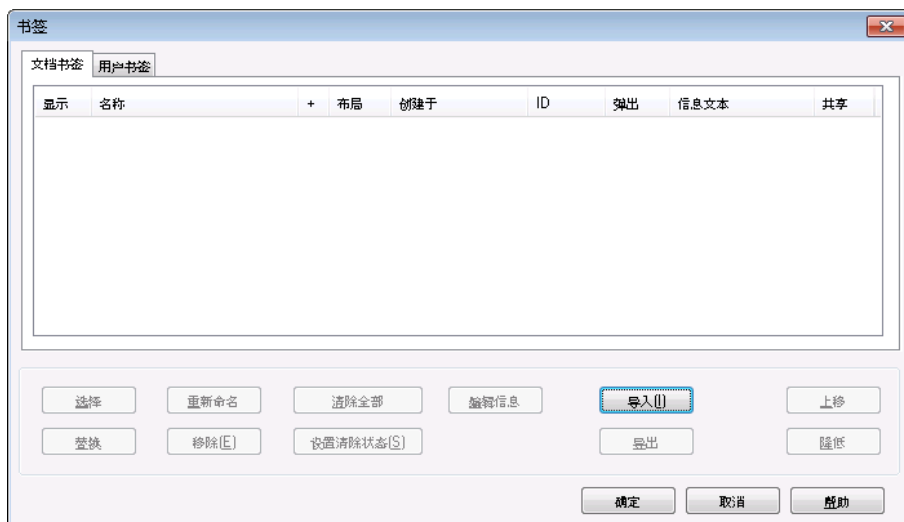 书签
文档书签 用户书签
显示 名称 + 布局 创建于 ID 弹出 信息文本 共享
选择 重新命名 清除全部 编辑信息 导入(I) 上移
替换 移除(E) 设置清除状态(S) 导出 降低
确定 取消 帮助